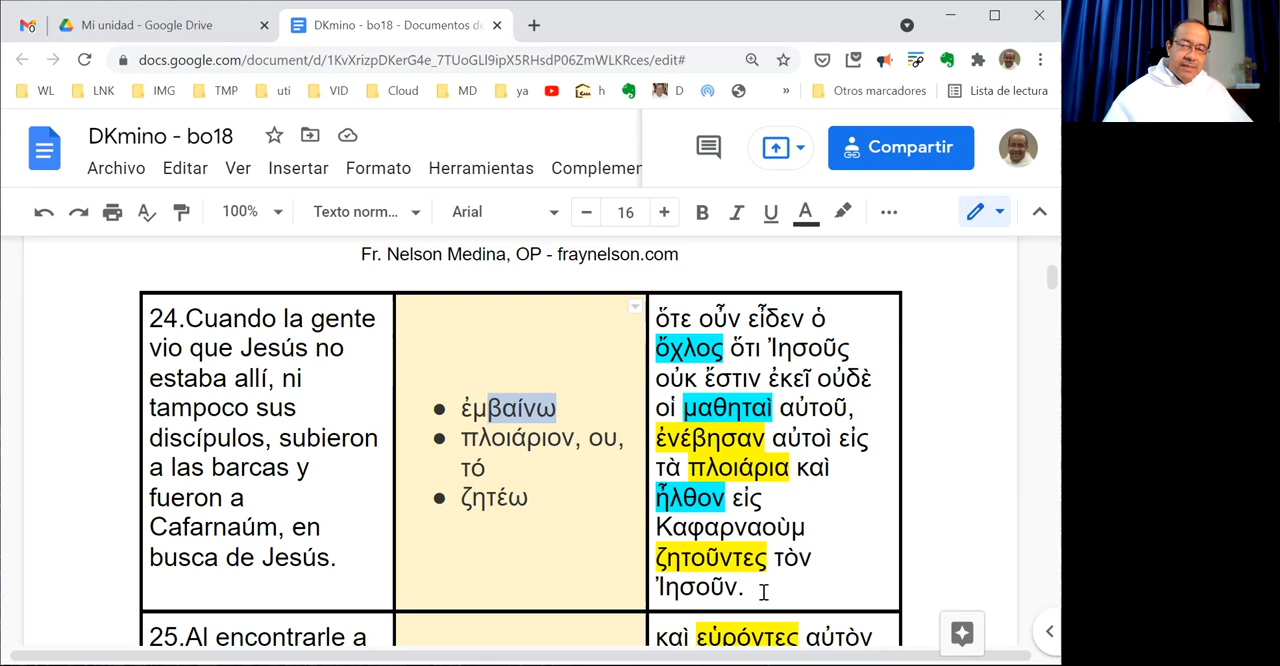 Mi unidad - Google Drive
DKmino - bo18 - Documentos de
docs.google.com/document/d/1KvXrizpDKerG4e_7TUoGLl9ipX5RHsdP06ZmWLKRces/edit#
WL
LNK
IMG
TMP
uti
VID
Cloud
MD
ya
h
D
»
Otros marcadores
Lista de lectura
DKmino - bo18
Archivo
Editar
Ver
Insertar
Formato
Herramientas
Complemen
Compartir
100%
Texto norm...
Arial
16
B
I
U
A
Fr. Nelson Medina, OP - fraynelson.com
24.Cuando la gente
vio que Jesús no
estaba allí, ni
tampoco sus
discípulos, subieron
a las barcas y
fueron a
Cafarnaúm, en
busca de Jesús.
ἐμβαίνω
πλοιάριον, ου,
τό
ζητέω
ὅτε οὖν εἶδεν ὁ
ὄχλος ὅτι Ἰησοῦς
οὐκ ἔστιν ἐκεῖ οὐδὲ
οἱ μαθηταὶ αὐτοῦ,
ἐνέβησαν αὐτοὶ εἰς
τὰ πλοιάρια καὶ
ἦλθον εἰς
Καφαρναοὺμ
ζητοῦντες τὸν
Ἰησοῦν.
25.Al encontrarle a
καὶ εὑρόντες αὐτὸν